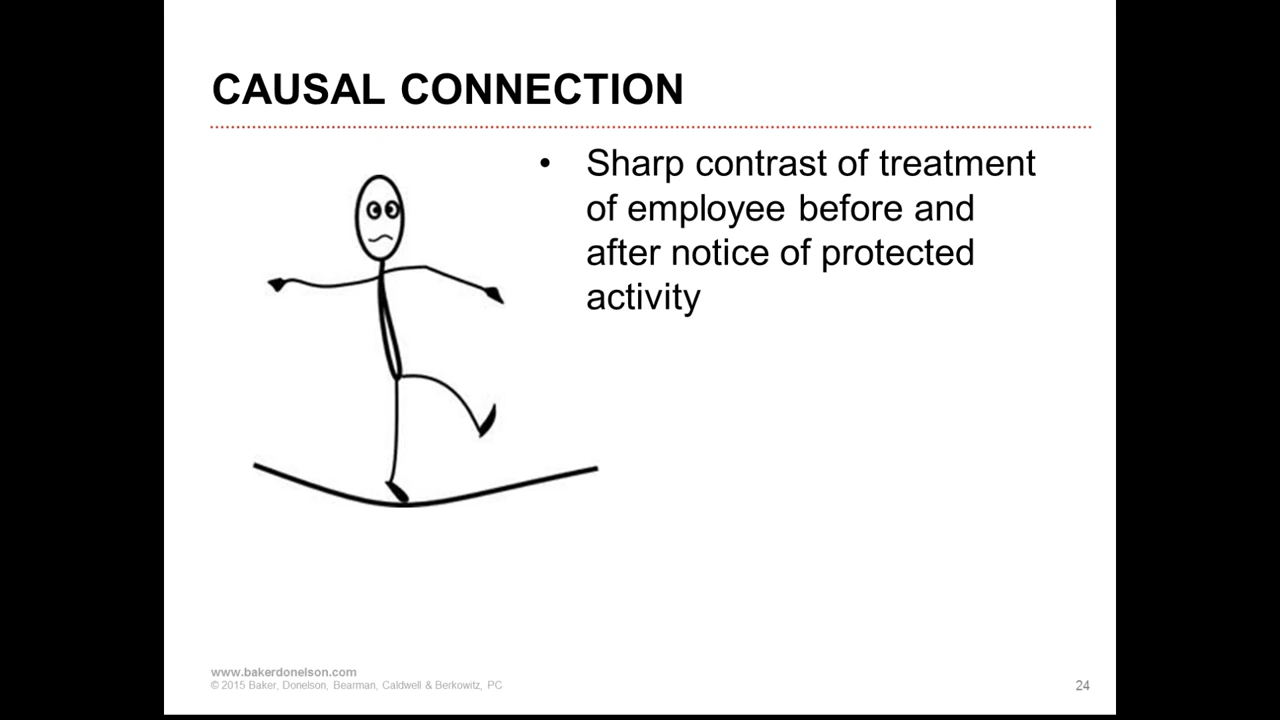 CAUSAL CONNECTION
• Sharp contrast of treatment
of employee before and
after notice of protected
activity
www.bakerdonelson.com
© 2015 Baker, Donelson, Bearman, Caldwell & Berkowitz, PC
24